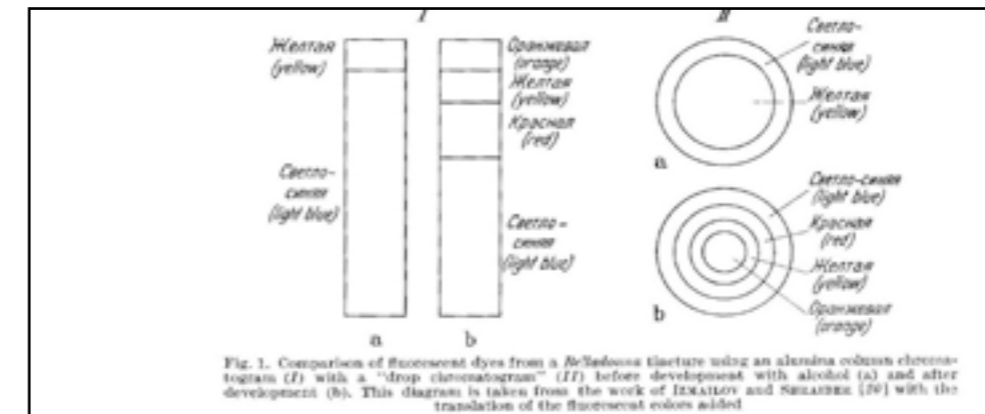 I
II
Желтая
(yellow)
Светло-
синяя
(light blue)
a
Оранжевая
(orange)
Желтая
(yellow)
Красная
(red)
Светло-
синяя
(light blue)
b
Светло-
синяя
(light blue)
Желтая
(yellow)
a
Светло-синяя
(light blue)
Красная
(red)
Желтая
(yellow)
Оранжевая
(orange)
b
Fig. 1. Comparison of fluorescent dyes from a Belladonna tincture using an alumina column chroma-
togram (I) with a "drop chromatogram" (II) before development with alcohol (a) and after
development (b). This diagram is taken from the work of IZMAILOV and SHRAIBER with the
translation of the fluorescent colors added